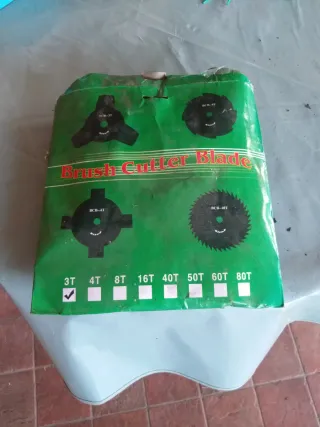 Brush Cutter Blade
3T 4T 8T 16T 40T 50T 60T 80T